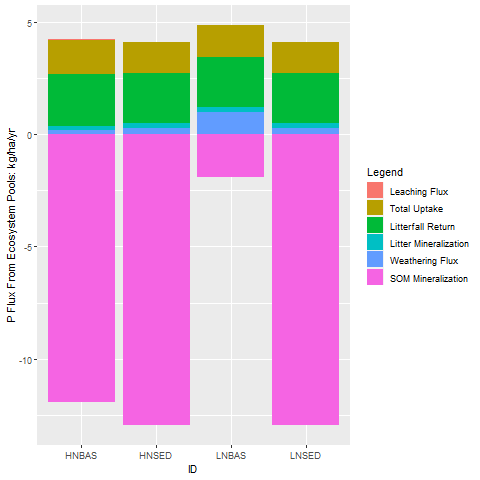 5
0
-5
-10
P Flux From Ecosystem Pools: kg/ha/yr
HNBAS HNSED LNBAS LNSED
ID
Legend
Leaching Flux
Total Uptake
Litterfall Return
Litter Mineralization
Weathering Flux
SOM Mineralization